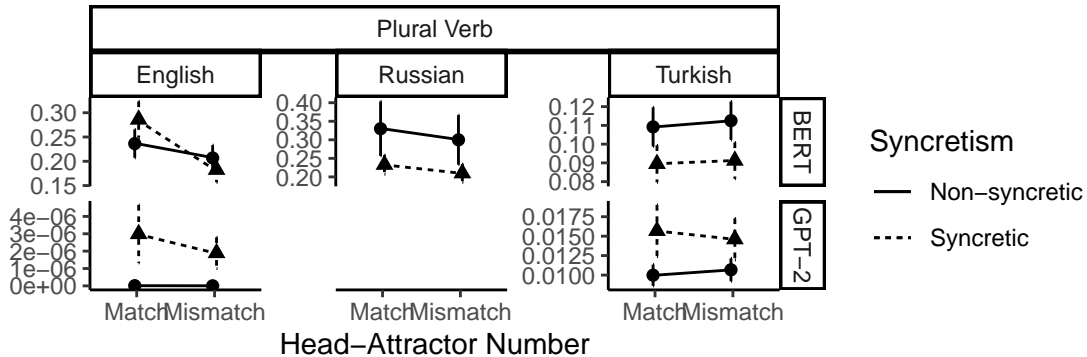 Plural Verb
English Russian Turkish
0.30
0.25
0.20
0.15
0.40
0.35
0.30
0.25
0.20
0.12
0.11
0.10
0.09
0.08
BERT
4e−06
3e−06
2e−06
1e−06
0e+00
0.0175
0.0150
0.0125
0.0100
GPT−2
Match Mismatch Match Mismatch Match Mismatch
Head−Attractor Number
Syncretism
Non−syncretic
Syncretic